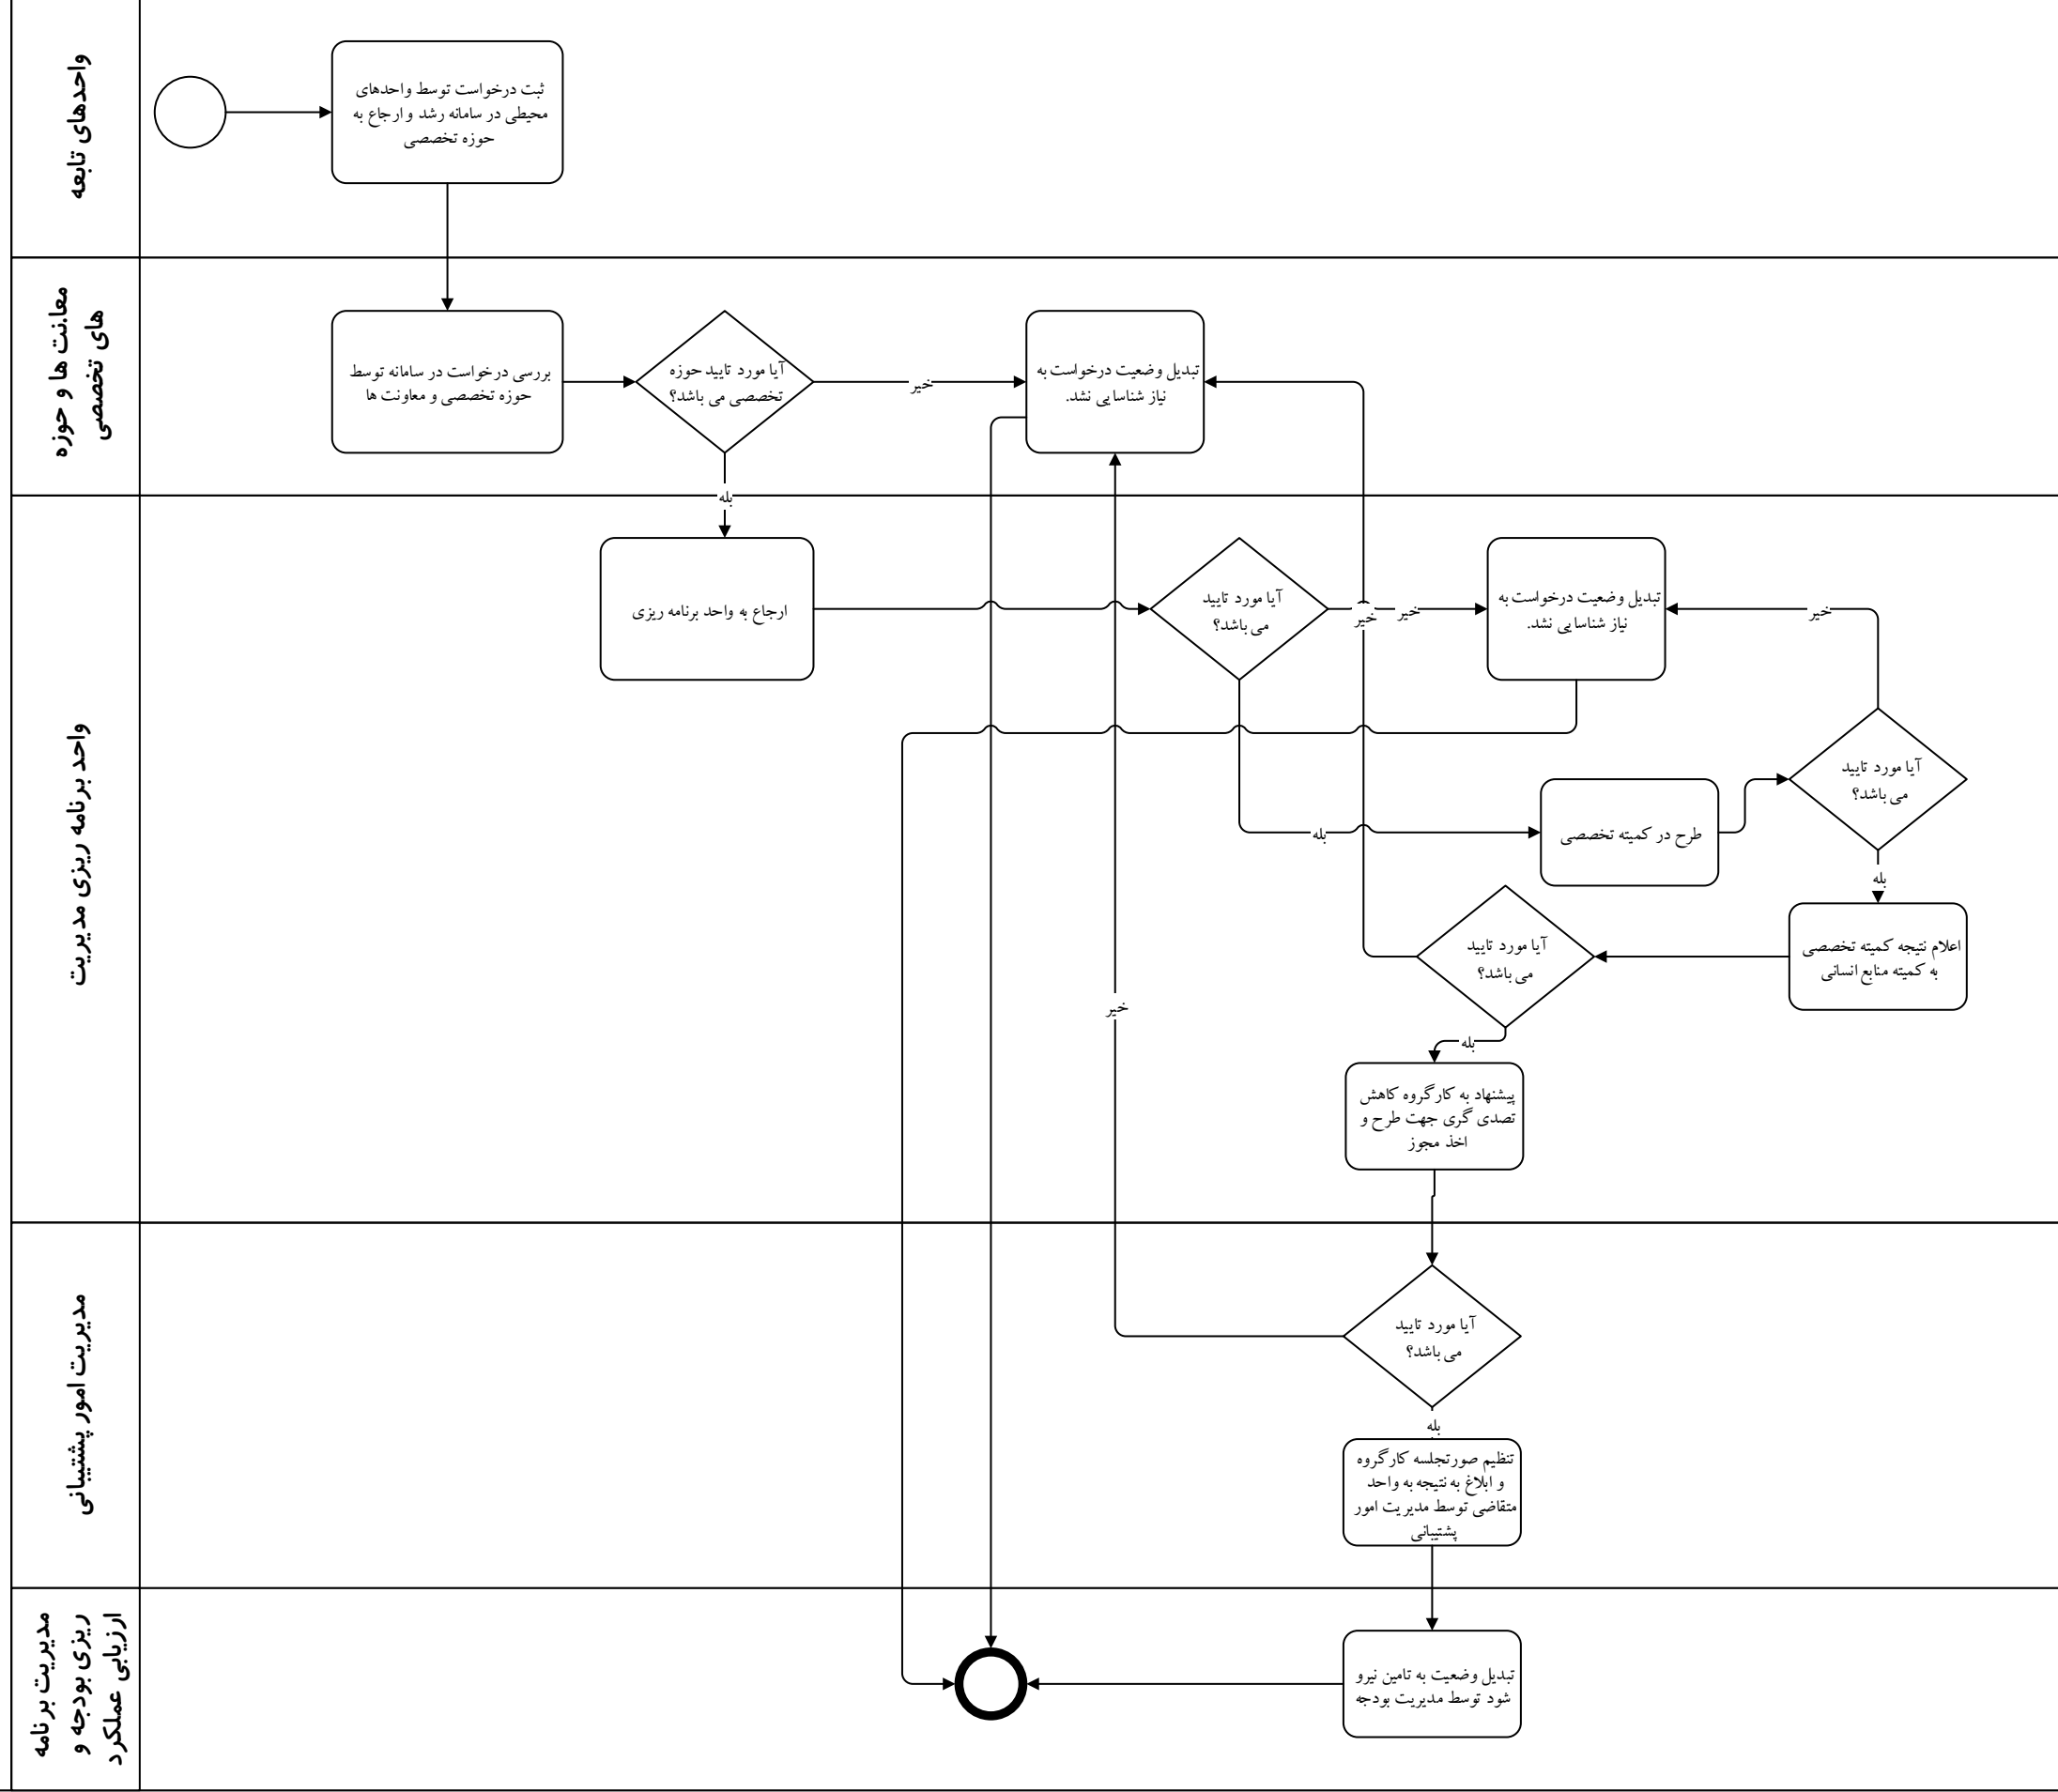 واحدهای تابعه
ثبت درخواست توسط واحدهای
محیطی در سامانه رشد و ارجاع به
حوزه تخصصی
معانت ها و حوزه
های تخصصی
بررسی درخواست در سامانه توسط
حوزه تخصصی و معاونت ها
آیا مورد تایید حوزه
تخصصی می باشد؟
خیر
تبدیل وضعیت درخواست به
نیاز شناسایی نشد.
بله
واحد برنامه ریزی مدیریت
ارجاع به واحد برنامه ریزی
آیا مورد تایید
می باشد؟
خیر
خیر
تبدیل وضعیت درخواست به
نیاز شناسایی نشد.
خیر
آیا مورد تایید
می باشد؟
بله
طرح در کمیته تخصصی
بله
اعلام نتیجه کمیته تخصصی
به کمیته منابع انسانی
آیا مورد تایید
می باشد؟
خیر
بله
پیشنهاد به کارگروه کاهش
تصدی گری جهت طرح و
اخذ مجوز
مدیریت امور پشتیبانی
آیا مورد تایید
می باشد؟
بله
تنظیم صورتجلسه کارگروه
و ابلاغ به نتیجه به واحد
متقاضی توسط مدیریت امور
پشتیبانی
مدیریت برنامه
ریزی بودجه و
ارزیابی عملکرد
تبدیل وضعیت به تامین نیرو
شود توسط مدیریت بودجه